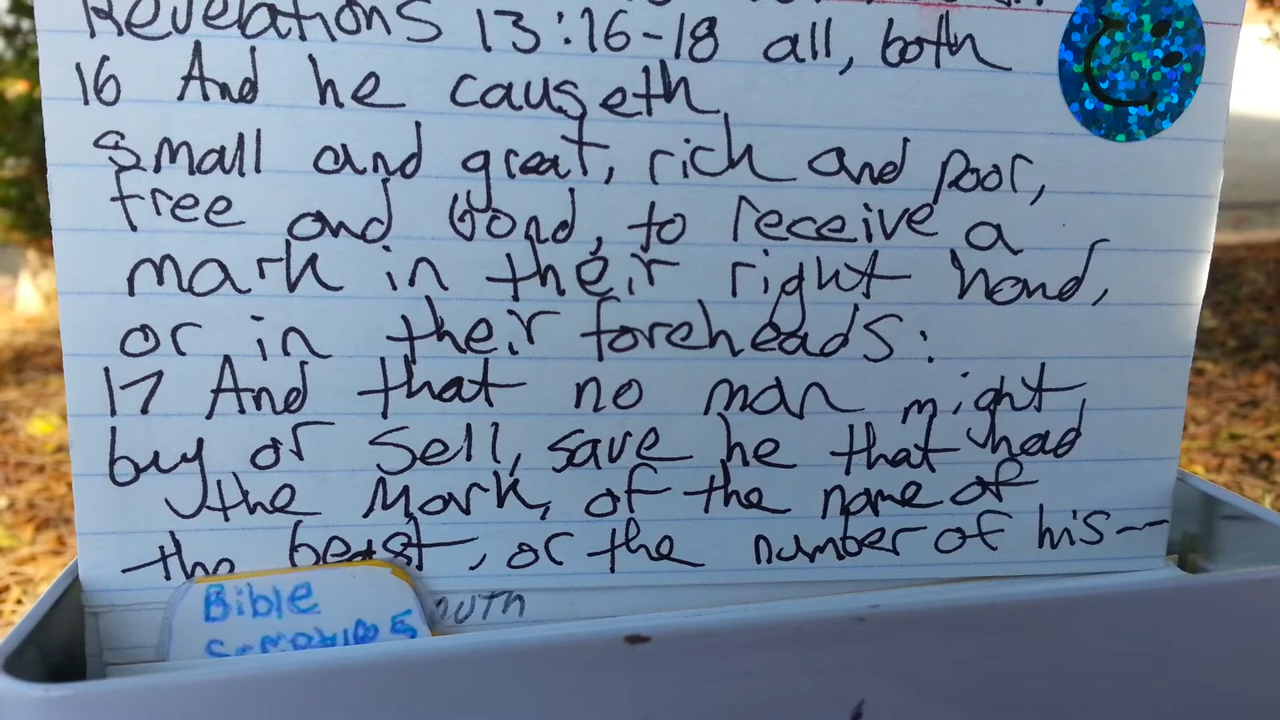 Revelations 13:16-18 all, both
16 And he causeth
small and great, rich and poor,
free and bond, to receive a
mark in their right hand,
or in their foreheads:
17 And that no man might
buy or sell, save he that had
the mark, of the name of
the beast, or the number of his—
Bible